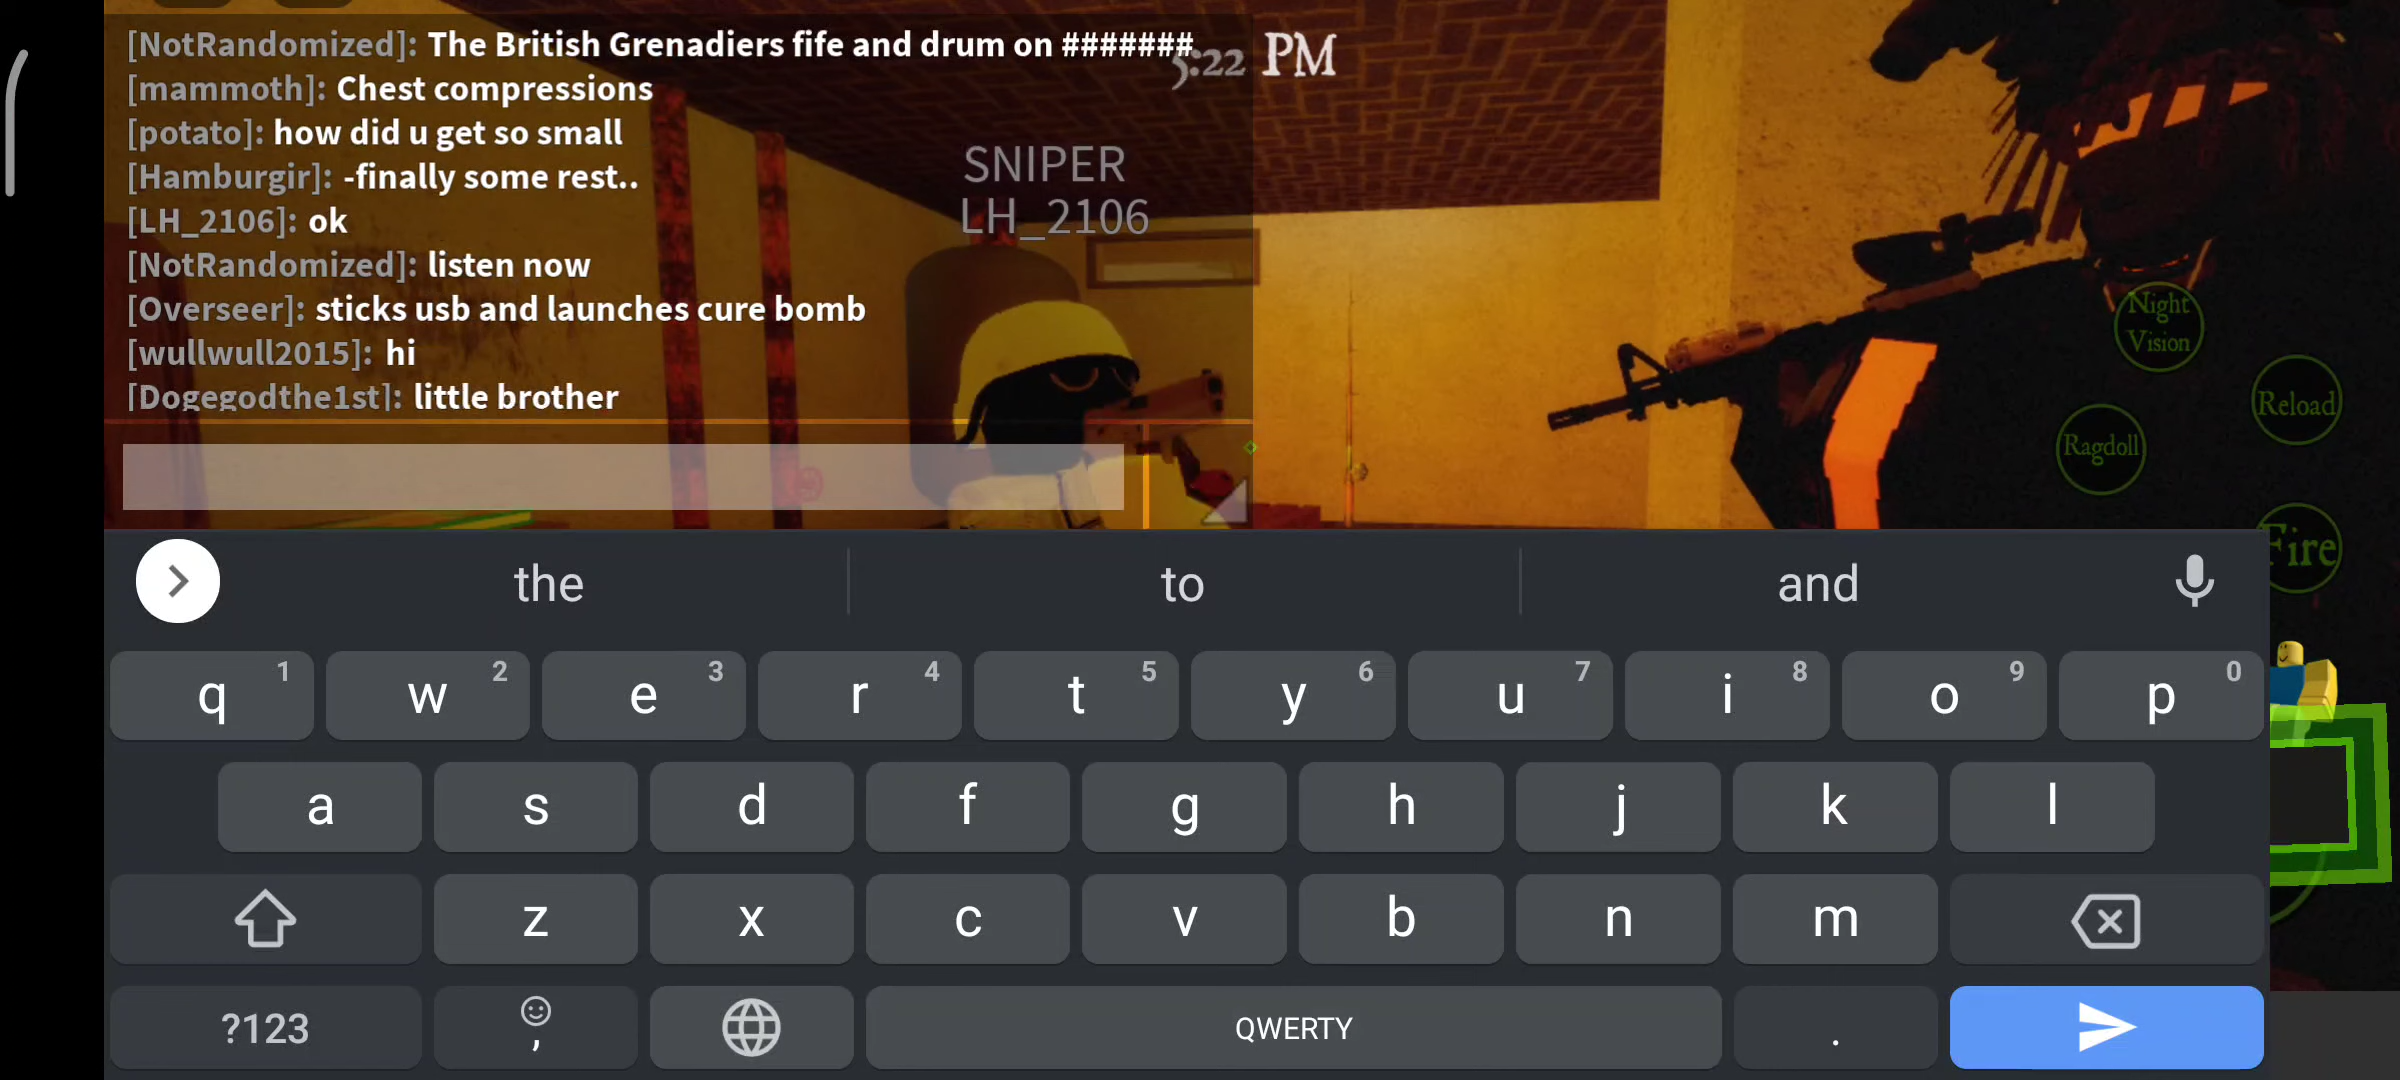 [NotRandomized]: The British Grenadiers fife and drum on #######
5:22 PM
[mammoth]: Chest compressions
[potato]: how did u get so small
[Hamburgir]: -finally some rest..
[LH_2106]: ok
[NotRandomized]: listen now
[Overseer]: sticks usb and launches cure bomb
[wullwull2015]: hi
[Dogegodthe1st]: little brother
SNIPER
LH_2106
Night
Vision
Reload
Ragdoll
Fire
the to and
q 1 w 2 e 3 r 4 t 5 y 6 u 7 i 8 o 9 p 0
a s d f g h j k l
z x c v b n m
?123 , QWERTY .